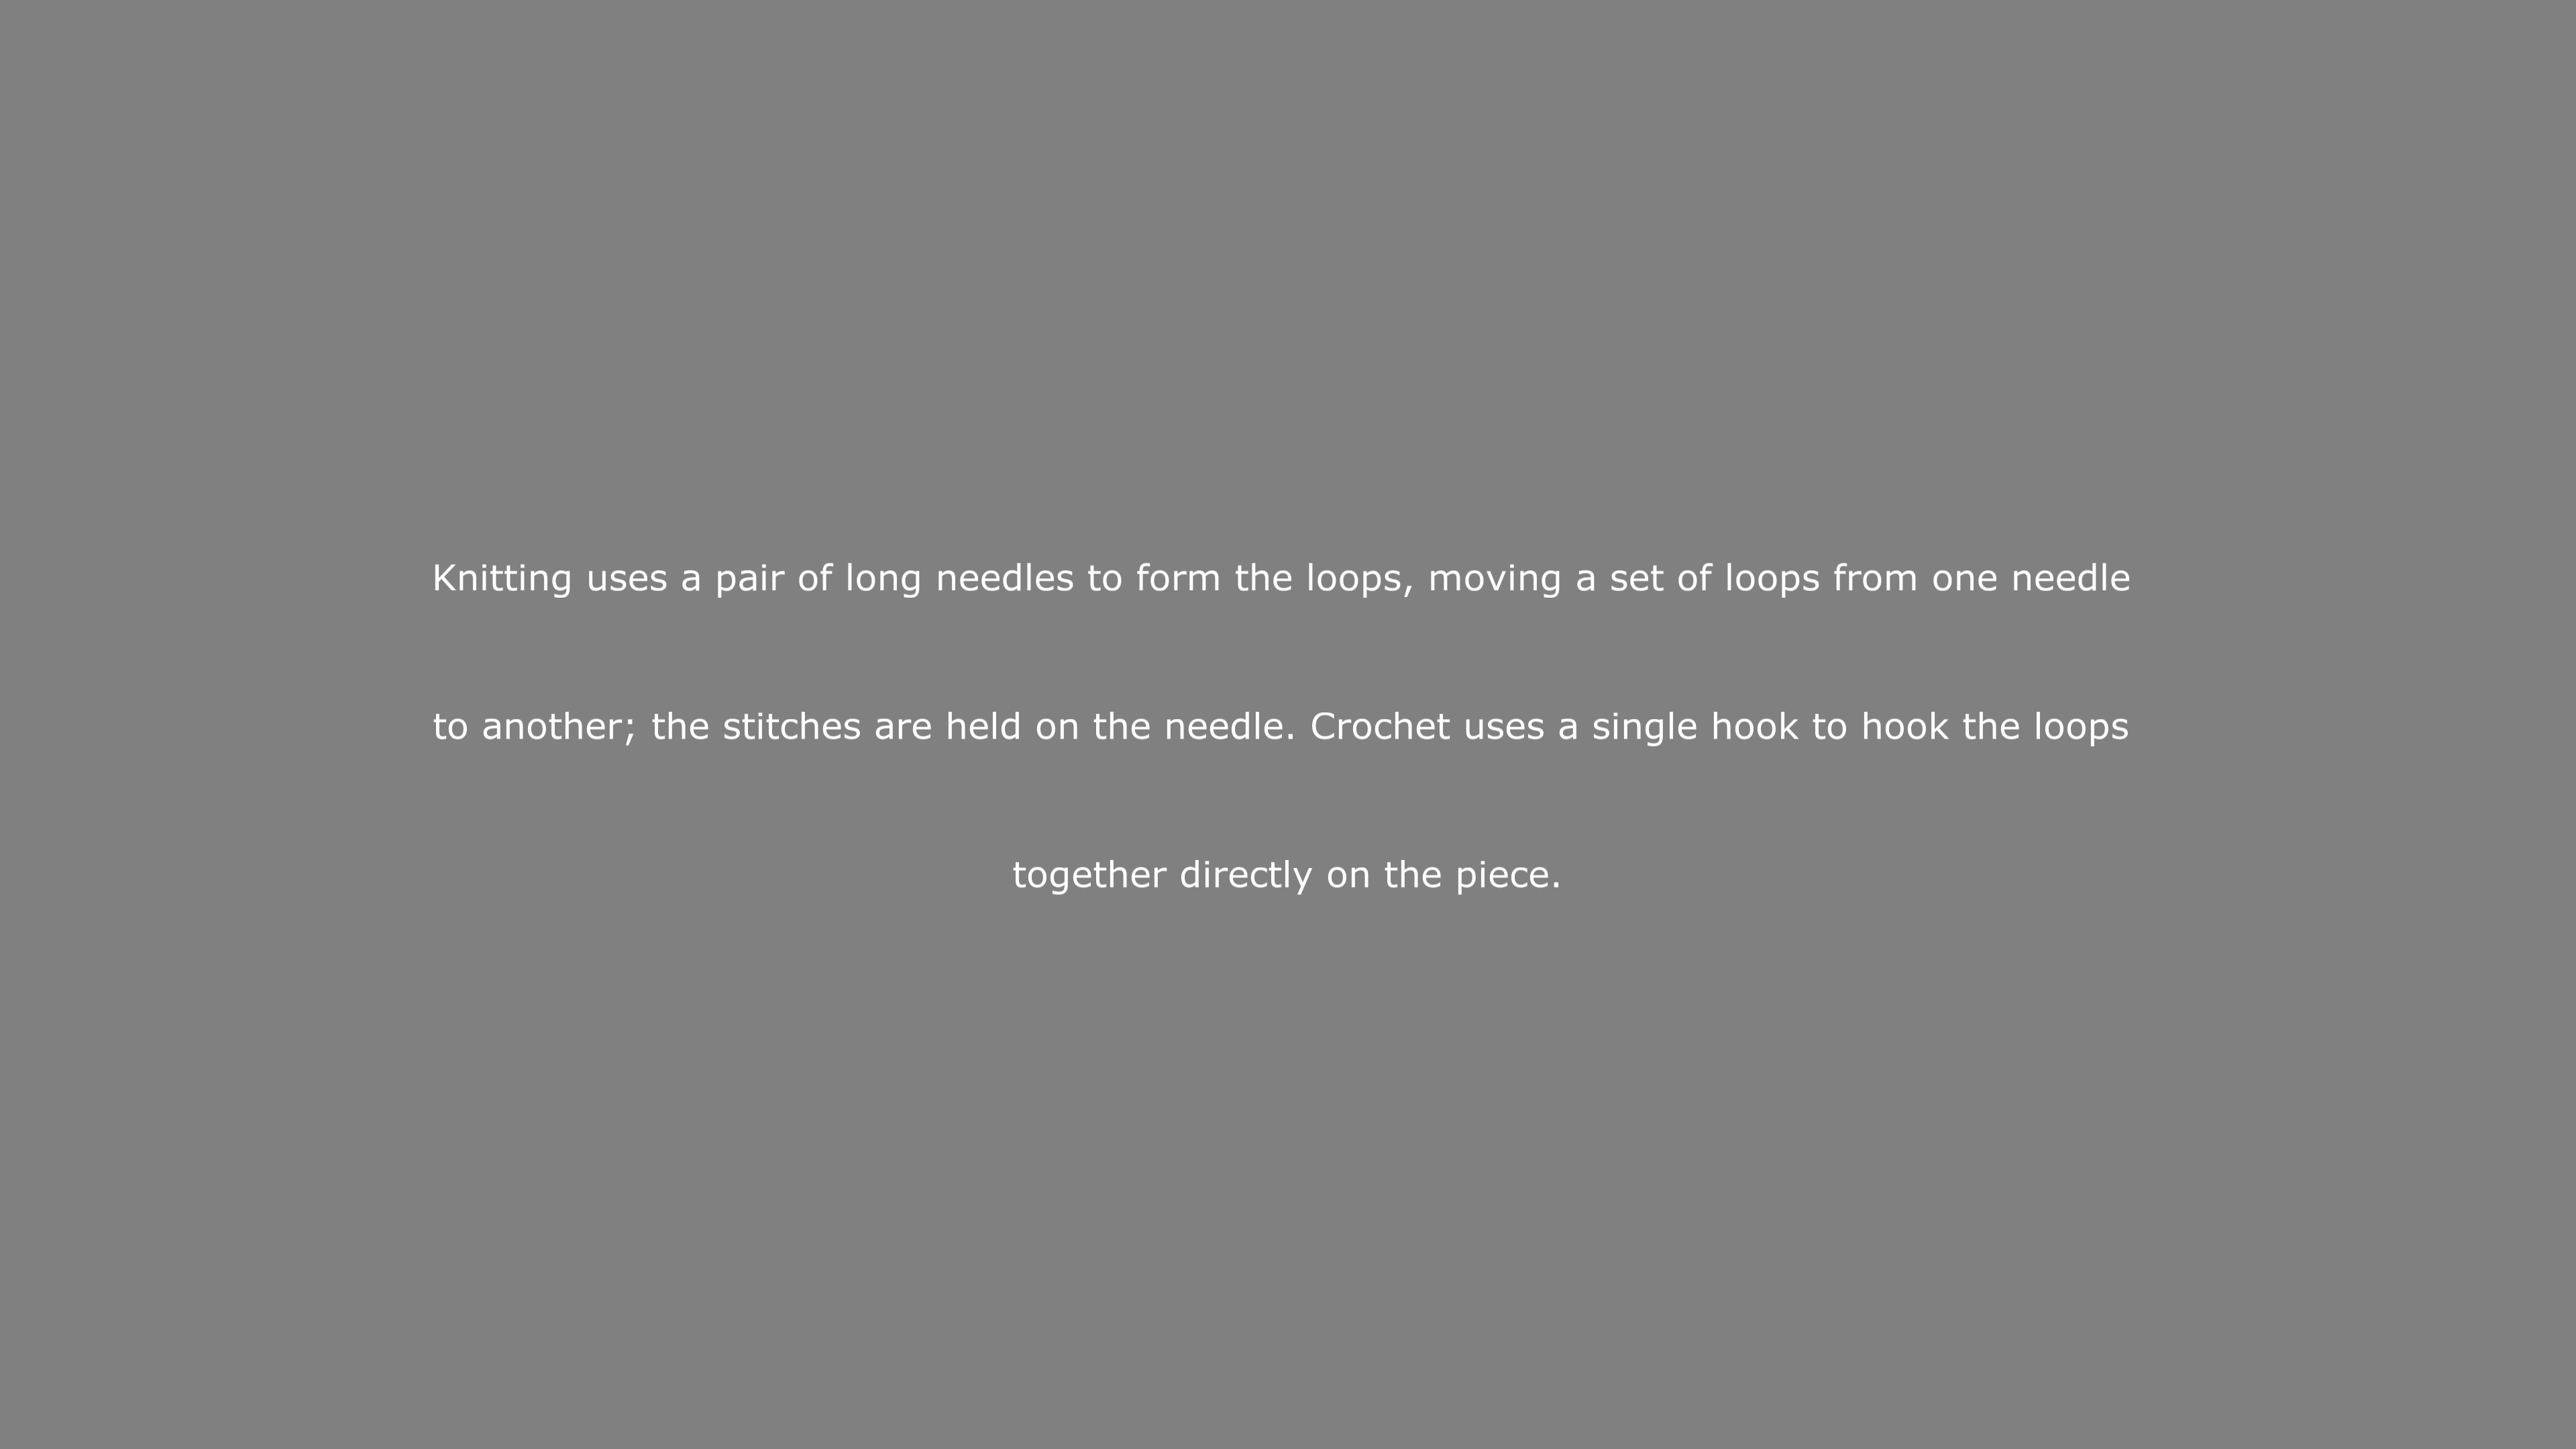 Knitting uses a pair of long needles to form the loops, moving a set of loops from one needle
to another; the stitches are held on the needle. Crochet uses a single hook to hook the loops
together directly on the piece.